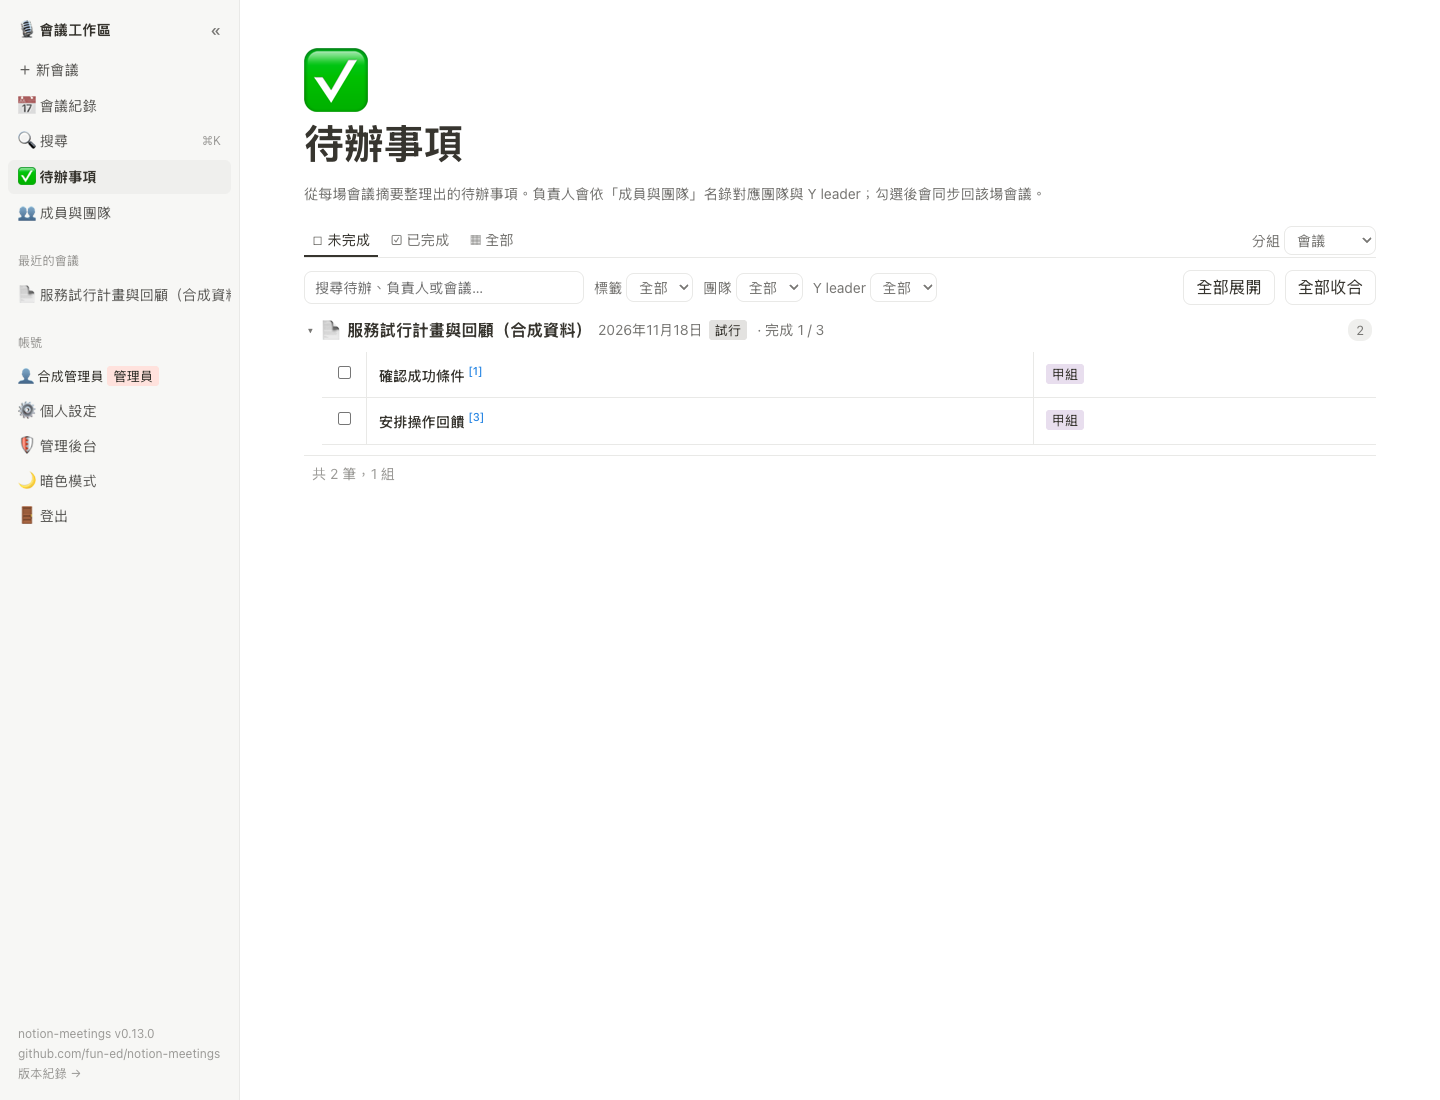 會議工作區 «
+ 新會議
會議紀錄
搜尋 ⌘K
待辦事項
成員與團隊
最近的會議
服務試行計畫與回顧（合成資料
帳號
合成管理員 管理員
個人設定
管理後台
暗色模式
登出
notion-meetings v0.13.0
github.com/fun-ed/notion-meetings
版本紀錄 →
待辦事項
從每場會議摘要整理出的待辦事項。負責人會依「成員與團隊」名錄對應團隊與 Y leader；勾選後會同步回該場會議。
☐ 未完成 ☑ 已完成 ▦ 全部 分組 會議
搜尋待辦、負責人或會議… 標籤 全部 團隊 全部 Y leader 全部 全部展開 全部收合
▾ 服務試行計畫與回顧（合成資料） 2026年11月18日 試行 · 完成 1 / 3 2
確認成功條件 [1] 甲組
安排操作回饋 [3] 甲組
共 2 筆，1 組